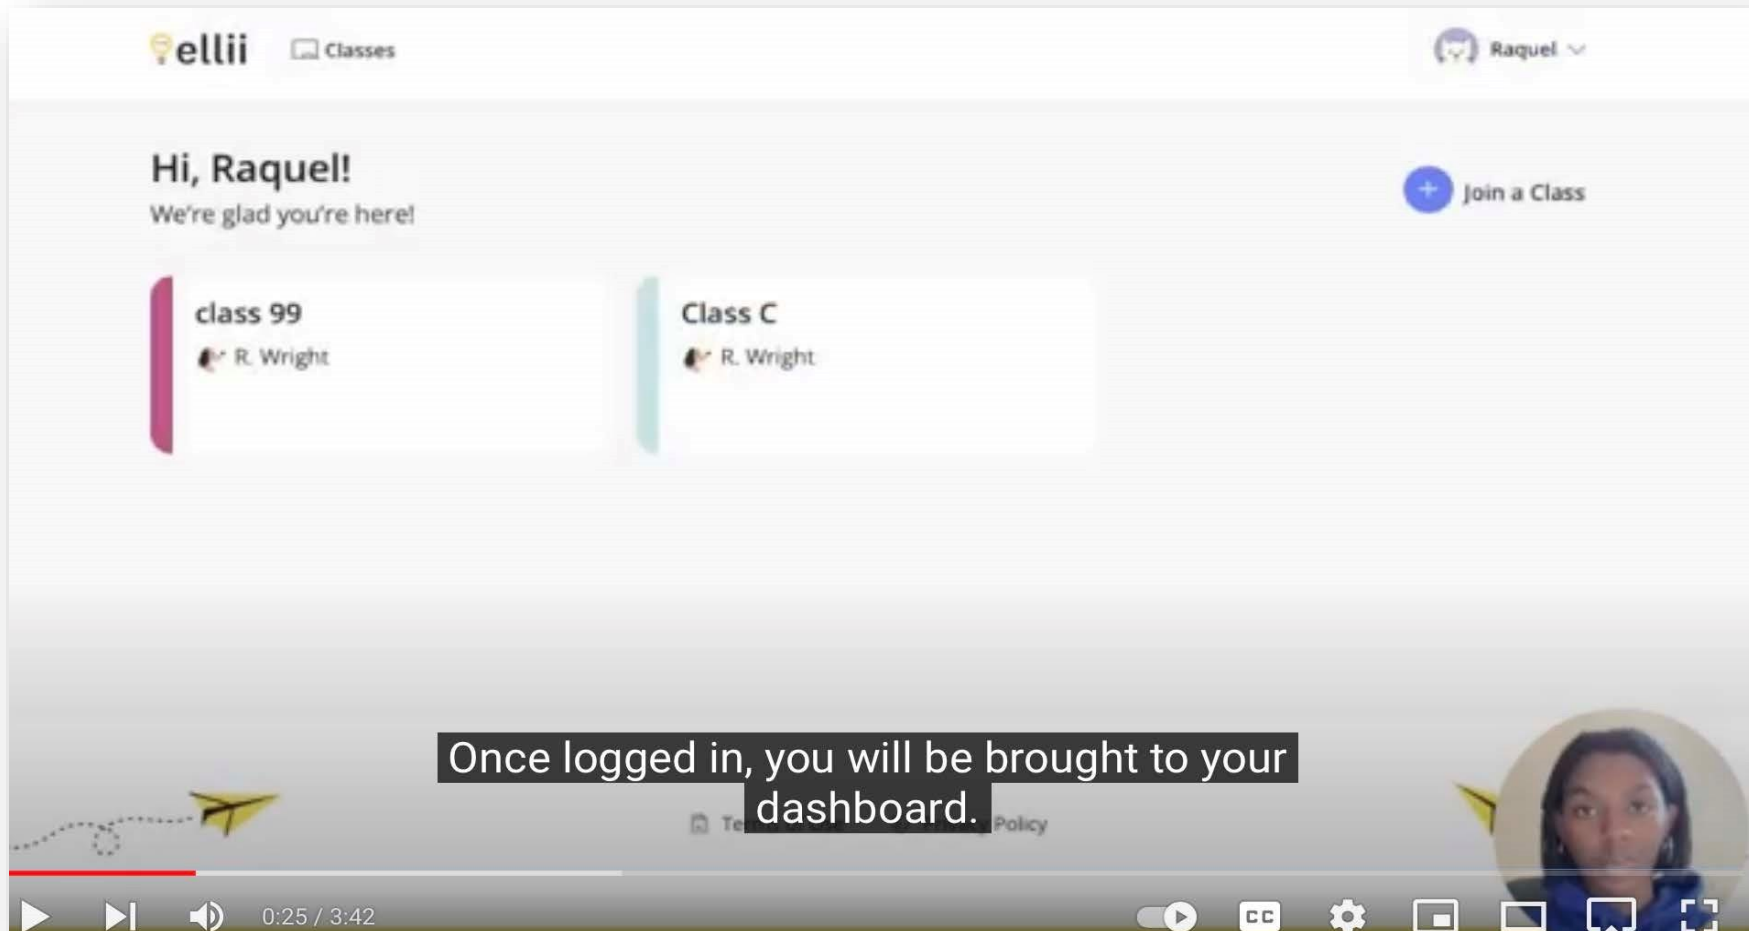 ellii Classes Raquel
Hi, Raquel!
We're glad you're here!
Join a Class
class 99
R. Wright
Class C
R. Wright
Once logged in, you will be brought to your
dashboard.
Policy
0:25 / 3:42
CC